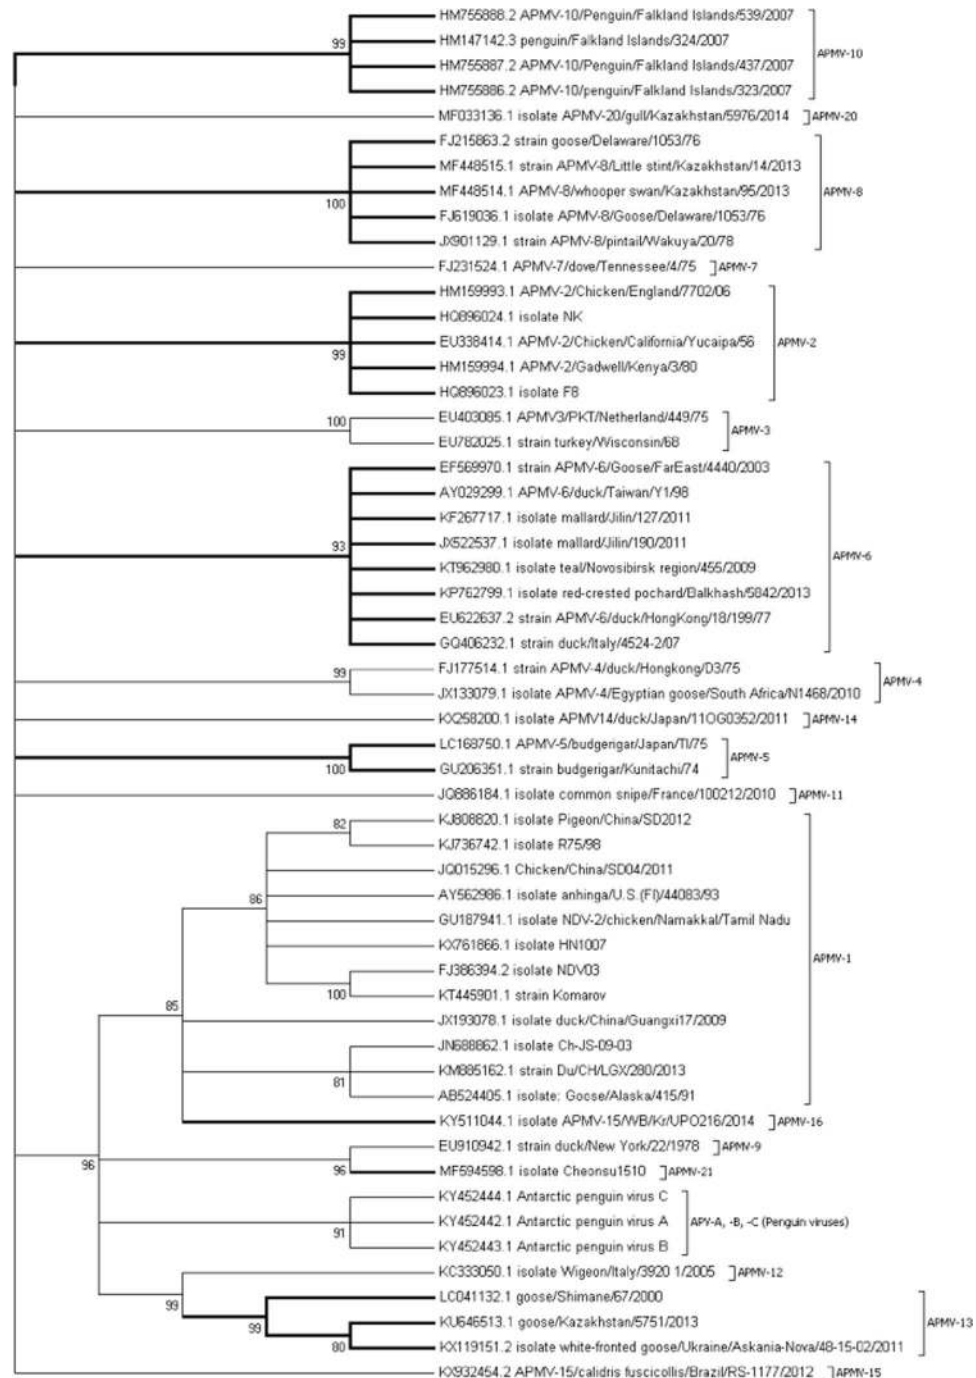 HM755888.2 APMV-10/Penguin/Falkland Islands/539/2007
99
HM147142.3 penguin/Falkland Islands/324/2007
APMV-10
HM755887.2 APMV-10/Penguin/Falkland Islands/437/2007
HM755886.2 APMV-10/penguin/Falkland Islands/323/2007
MF033136.1 isolate APMV-20/gull/Kazakhstan/5976/2014 APMV-20
FJ215863.2 strain goose/Delaware/1053/76
MF448515.1 strain APMV-8/Little stint/Kazakhstan/14/2013
MF448514.1 APMV-8/whooper swan/Kazakhstan/95/2013 APMV-8
100
FJ619036.1 isolate APMV-8/Goose/Delaware/1053/76
JX901129.1 strain APMV-8/pintail/Wakuya/20/78
FJ231524.1 APMV-7/dove/Tennessee/4/75 APMV-7
HM159993.1 APMV-2/Chicken/England/7702/06
HQ896024.1 isolate NK
EU338414.1 APMV-2/Chicken/California/Yucaipa/56 APMV-2
99
HM159994.1 APMV-2/Gadwell/Kenya/3/80
HQ896023.1 isolate F8
100
EU403085.1 APMV3/PKT/Netherland/449/75
APMV-3
EU782025.1 strain turkey/Wisconsin/68
EF569970.1 strain APMV-6/Goose/FarEast/4440/2003
AY029299.1 APMV-6/duck/Taiwan/Y1/98
KF267717.1 isolate mallard/Jilin/127/2011
93
JX522537.1 isolate mallard/Jilin/190/2011
APMV-6
KT962980.1 isolate teal/Novosibirsk region/455/2009
KP762799.1 isolate red-crested pochard/Balkhash/5842/2013
EU622637.2 strain APMV-6/duck/HongKong/18/199/77
GQ406232.1 strain duck/Italy/4524-2/07
99
FJ177514.1 strain APMV-4/duck/Hongkong/D3/75
APMV-4
JX133079.1 isolate APMV-4/Egyptian goose/South Africa/N1468/2010
KX258200.1 isolate APMV14/duck/Japan/11OG0352/2011 APMV-14
LC168750.1 APMV-5/budgerigar/Japan/TI/75
APMV-5
100
GU206351.1 strain budgerigar/Kunitachi/74
JQ886184.1 isolate common snipe/France/100212/2010 APMV-11
82
KJ808820.1 isolate Pigeon/China/SD2012
KJ736742.1 isolate R75/98
JQ015296.1 Chicken/China/SD04/2011
86
AY562986.1 isolate anhinga/U.S.(Fl)/44083/93
GU187941.1 isolate NDV-2/chicken/Namakkal/Tamil Nadu
KX761866.1 isolate HN1007
APMV-1
FJ386394.2 isolate NDV03
100
KT445901.1 strain Komarov
85
JX193078.1 isolate duck/China/Guangxi17/2009
JN688862.1 isolate Ch-JS-09-03
KM885162.1 strain Du/CH/LGX/280/2013
81
AB524405.1 isolate: Goose/Alaska/415/91
KY511044.1 isolate APMV-15/WB/Kr/UPO216/2014 APMV-16
EU910942.1 strain duck/New York/22/1978 APMV-9
96
96
MF594598.1 isolate Cheonsu1510 APMV-21
KY452444.1 Antarctic penguin virus C
KY452442.1 Antarctic penguin virus A APV-A, -B, -C (Penguin viruses)
91
KY452443.1 Antarctic penguin virus B
KC333050.1 isolate Wigeon/Italy/3920 1/2005 APMV-12
99
LC041132.1 goose/Shimane/67/2000
KU646513.1 goose/Kazakhstan/5751/2013 APMV-13
99
80
KX119151.2 isolate white-fronted goose/Ukraine/Askania-Nova/48-15-02/2011
KX932454.2 APMV-15/calidris fuscicollis/Brazil/RS-1177/2012 APMV-15